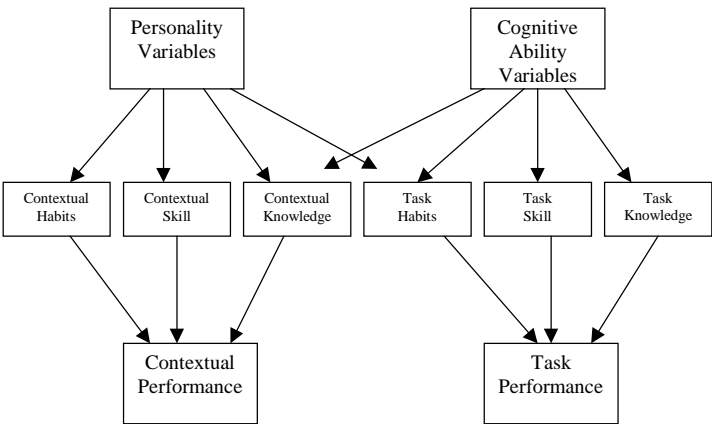 Personality
Variables
Cognitive
Ability
Variables
Contextual
Habits
Contextual
Skill
Contextual
Knowledge
Task
Habits
Task
Skill
Task
Knowledge
Contextual
Performance
Task
Performance